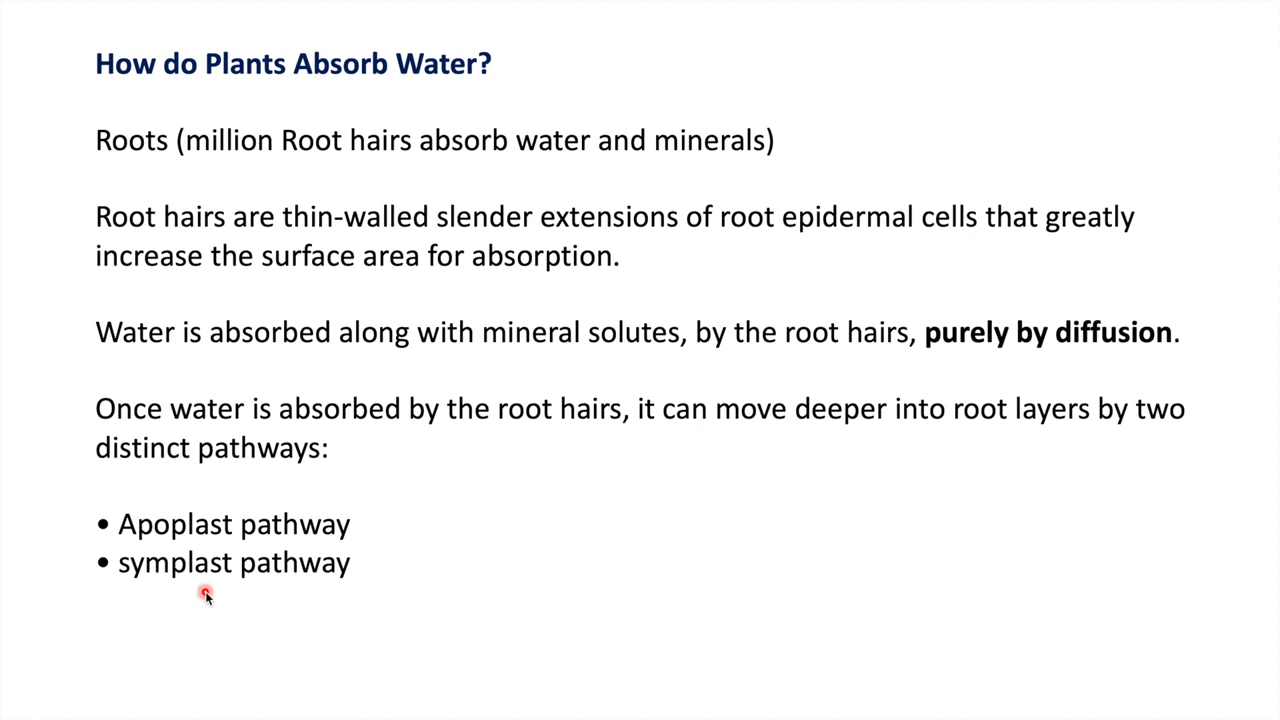 How do Plants Absorb Water?
Roots (million Root hairs absorb water and minerals)
Root hairs are thin-walled slender extensions of root epidermal cells that greatly
increase the surface area for absorption.
Water is absorbed along with mineral solutes, by the root hairs, purely by diffusion.
Once water is absorbed by the root hairs, it can move deeper into root layers by two
distinct pathways:
• Apoplast pathway
• symplast pathway